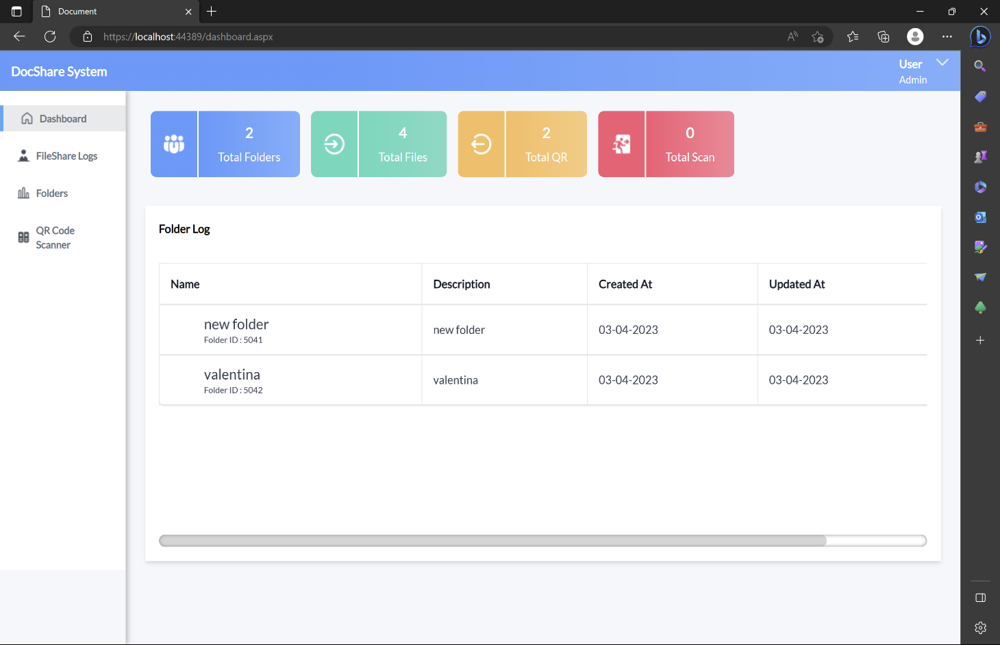 Document
https://localhost:44389/dashboard.aspx
DocShare System
User
Admin
Dashboard
FileShare Logs
Folders
QR Code
Scanner
2
Total Folders
4
Total Files
2
Total QR
0
Total Scan
Folder Log
Name Description Created At Updated At
new folder
Folder ID : 5041
new folder 03-04-2023 03-04-2023
valentina
Folder ID : 5042
valentina 03-04-2023 03-04-2023